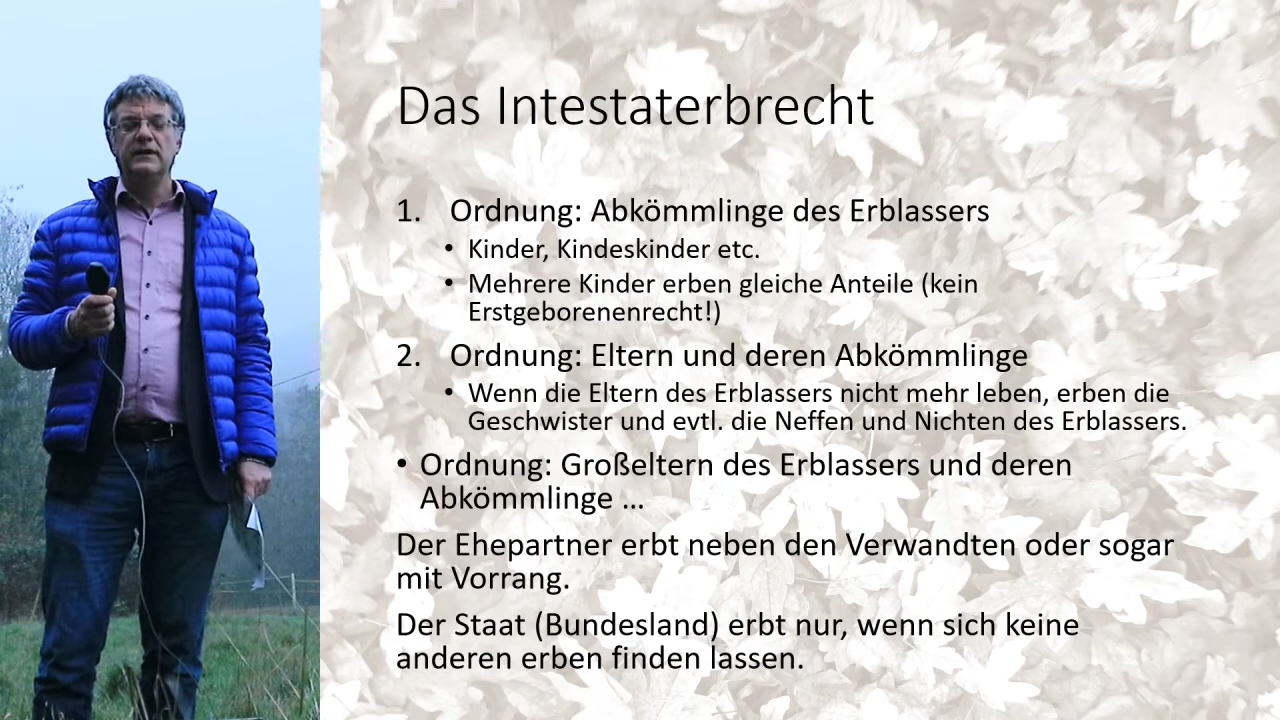 Das Intestaterbrecht
1. Ordnung: Abkömmlinge des Erblassers
• Kinder, Kindeskinder etc.
• Mehrere Kinder erben gleiche Anteile (kein
Erstgeborenenrecht!)
2. Ordnung: Eltern und deren Abkömmlinge
• Wenn die Eltern des Erblassers nicht mehr leben, erben die
Geschwister und evtl. die Neffen und Nichten des Erblassers.
• Ordnung: Großeltern des Erblassers und deren
Abkömmlinge ...
Der Ehepartner erbt neben den Verwandten oder sogar
mit Vorrang.
Der Staat (Bundesland) erbt nur, wenn sich keine
anderen erben finden lassen.